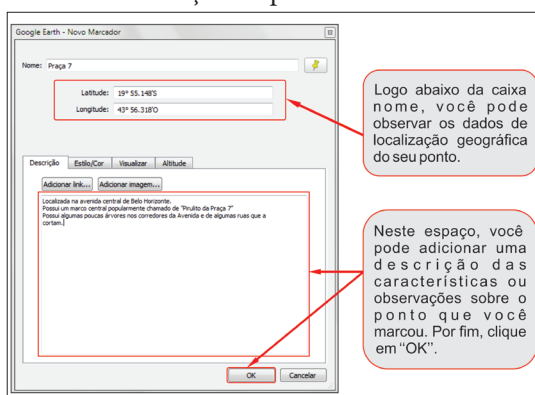 Google Earth - Novo Marcador
Nome: Praça 7
Latitude: 19° 55.148'S
Longitude: 43° 56.318'O
Descrição Estilo/Cor Visualizar Altitude
Adicionar link... Adicionar imagem...
Localizada na avenida central de Belo Horizonte.
Possui um marco central popularmente chamado de "Pirulito da Praça 7"
Possui algumas poucas árvores nos corredores da Avenida e de algumas ruas que a
cortam.
OK Cancelar
Logo abaixo da caixa
nome, você pode
observar os dados de
localização geográfica
do seu ponto.
Neste espaço, você
pode adicionar uma
descrição das
características ou
observações sobre o
ponto que você
marcou. Por fim, clique
em “OK”.